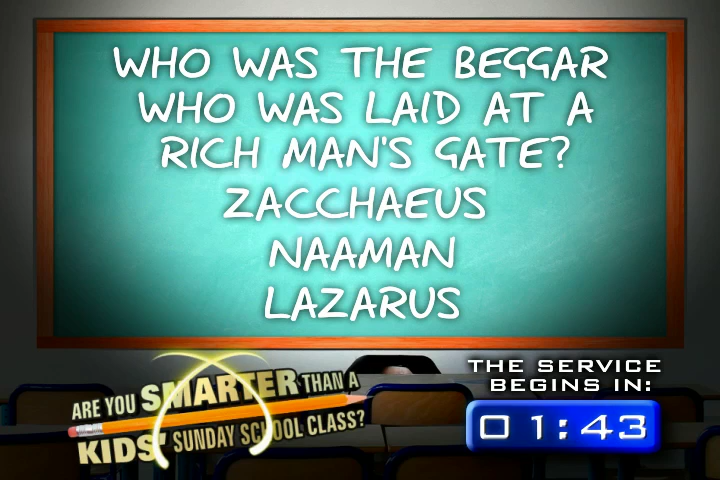 WHO WAS THE BEGGAR
WHO WAS LAID AT A
RICH MAN'S GATE?
ZACCHAEUS
NAAMAN
LAZARUS
ARE YOU SMARTER THAN A
KIDS' SUNDAY SCHOOL CLASS?
THE SERVICE
BEGINS IN:
01:43